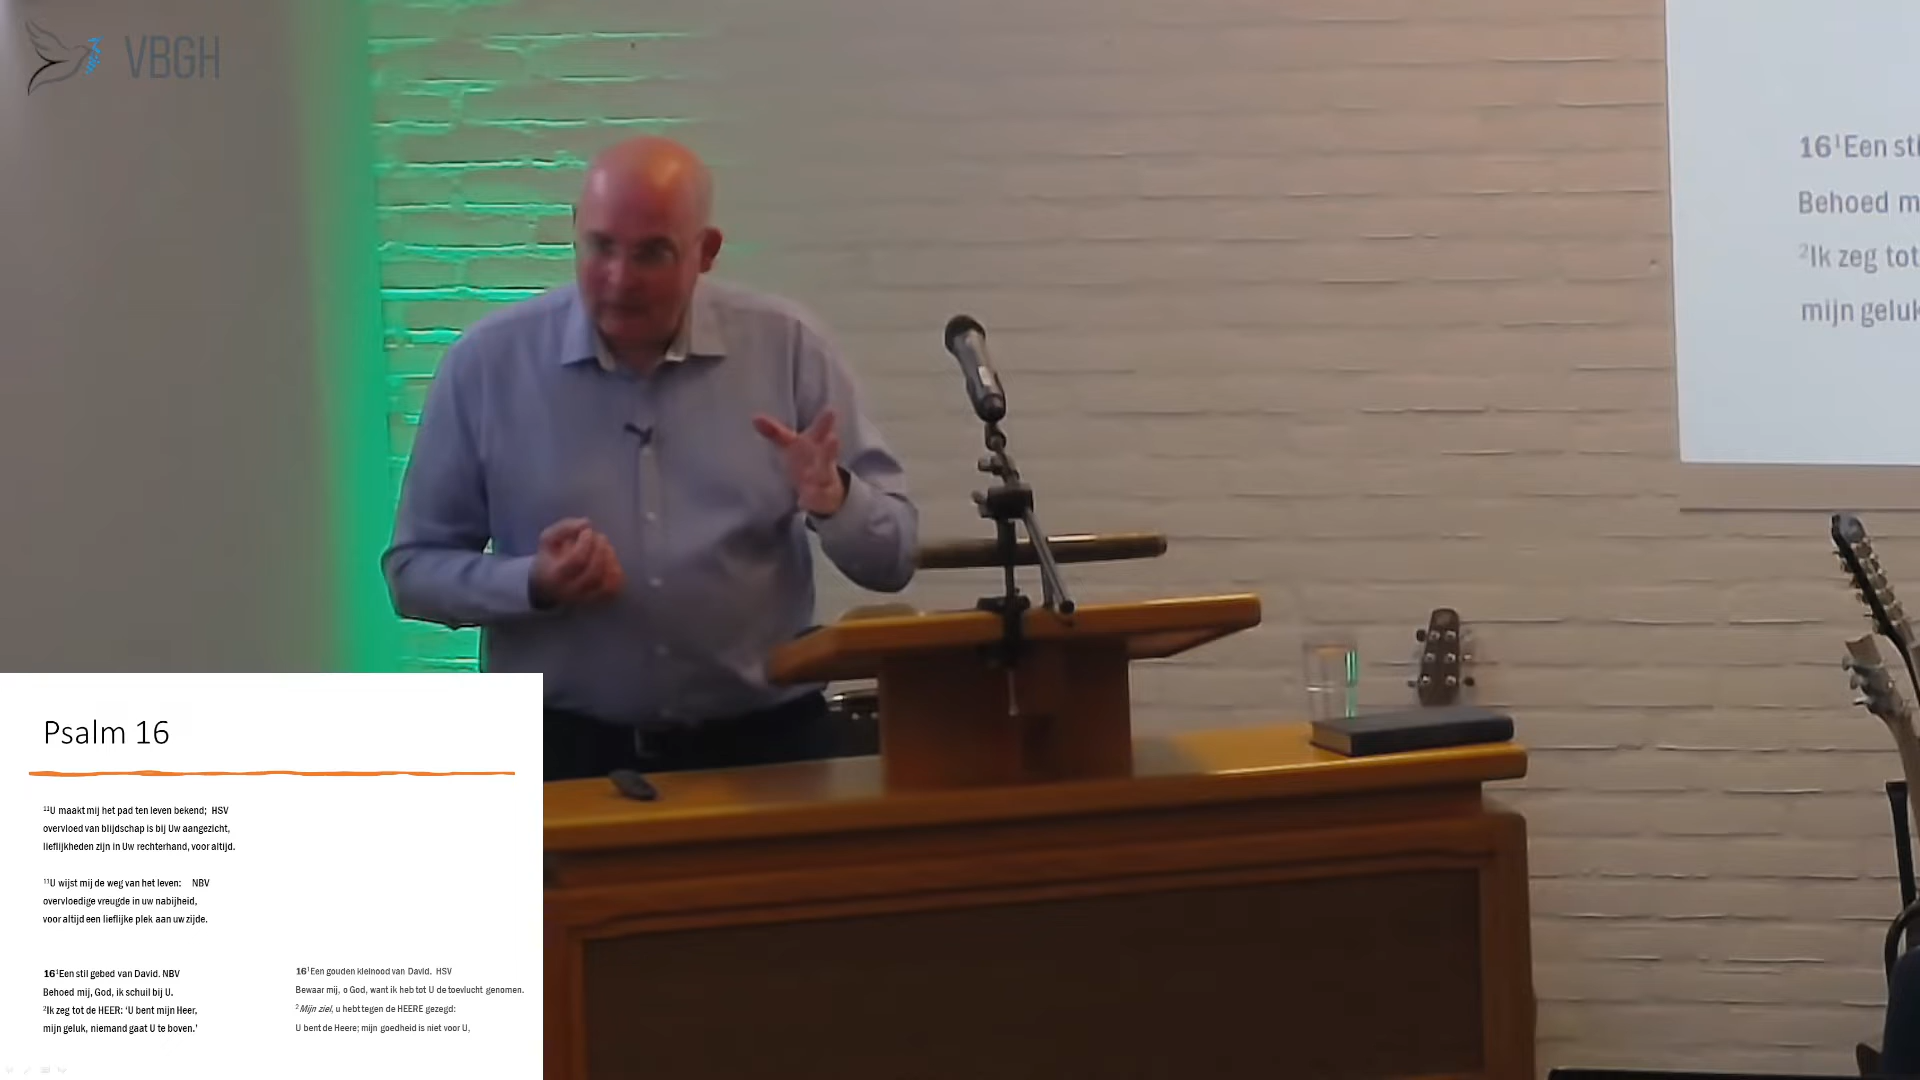 VBGH
16¹Een
Behoed
²Ik zeg tot
mijn
Psalm 16
¹¹U maakt mij het pad ten leven bekend; HSV
overvloed van blijdschap is bij Uw aangezicht,
lieflijkheden zijn in Uw rechterhand, voor altijd.
¹¹U wijst mij de weg van het leven: NBV
overvloedige vreugde in uw nabijheid,
voor altijd een lieflijke plek aan uw zijde.
16¹Een stil gebed van David. NBV
Behoed mij, God, ik schuil bij U.
²Ik zeg tot de HEER: 'U bent mijn Heer,
mijn geluk, niemand gaat U te boven.'
16¹Een gouden kleinood van David. HSV
Bewaar mij, o God, want ik heb tot U de toevlucht genomen.
²Mijn ziel, u hebt tegen de HEERE gezegd:
U bent de Heere; mijn goedheid is niet voor U,